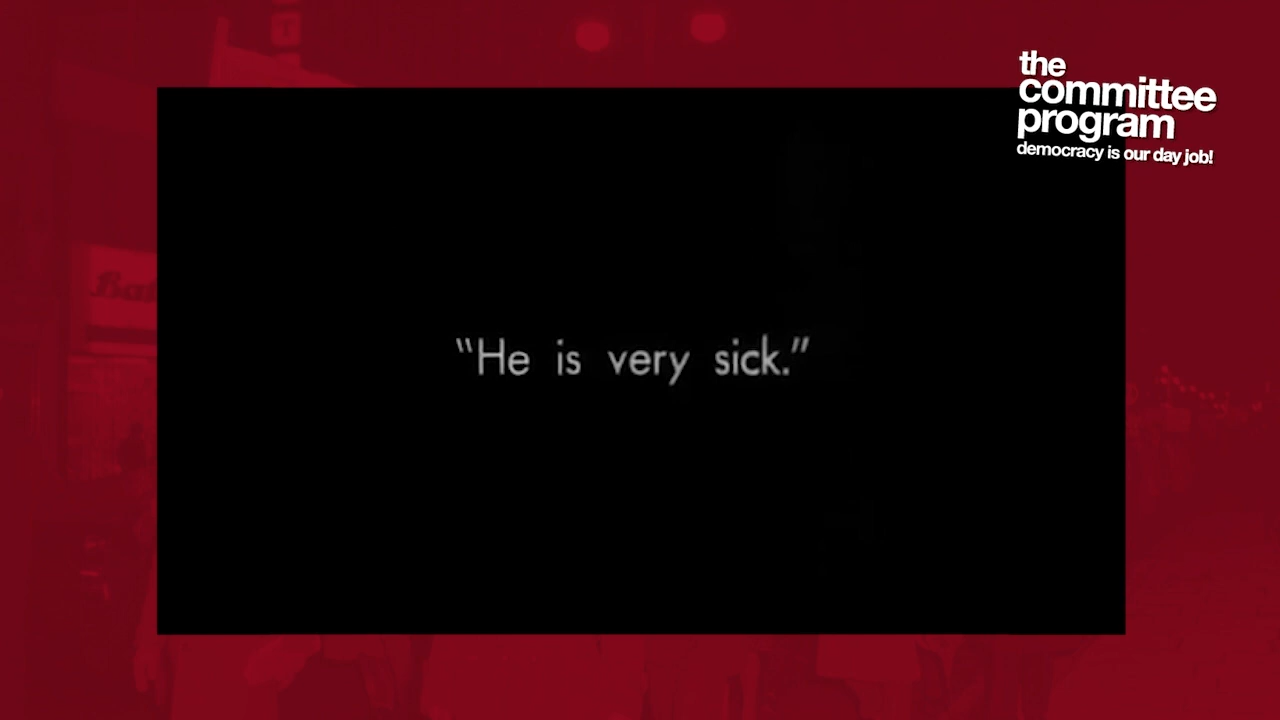 the
committee
program
democracy is our day job!
“He is very sick.”